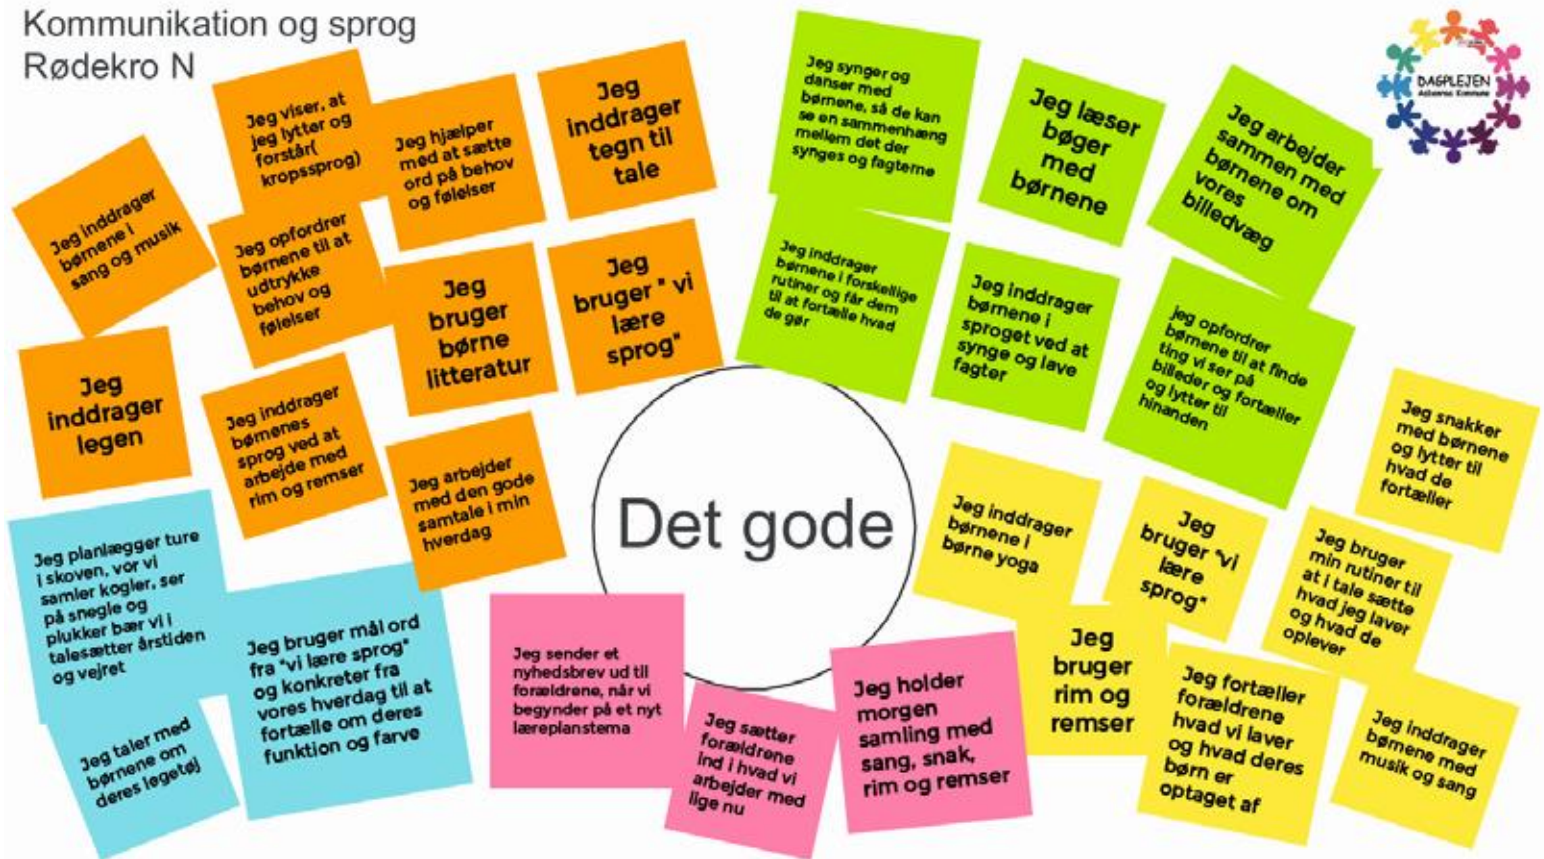 Kommunikation og sprog
Rødekro N
Jeg inddrager
børnene i
sang og musik
Jeg viser, at
jeg lytter og
forstår(
kropssprog)
Jeg hjælper
med at sætte
ord på behov
og følelser
Jeg
inddrager
tegn til
tale
Jeg opfordrer
børnene til at
udtrykke
behov og
følelser
Jeg
bruger
børne
litteratur
Jeg
bruger " vi
lære
sprog"
Jeg
inddrager
legen
Jeg inddrager
børnenes
sprog ved at
arbejde med
rim og remser
Jeg arbejder
med den gode
samtale i min
hverdag
Jeg synger og
danser med
børnene, så de kan
se en sammenhæng
mellem det der
synges og fagterne
Jeg læser
bøger
med
børnene
Jeg arbejder
sammen med
børnene om
vores
billedvæg
Jeg inddrager
børnene i forskellige
rutiner og får dem
til at fortælle hvad
de gør
Jeg inddrager
børnene i
sproget ved at
synge og lave
fagter
jeg opfordrer
børnene til at finde
ting vi ser på
billeder og fortæller
og lytter til
hinanden
DAGPLEJEN
Aabenraa Kommune
Det gode
Jeg planlægger ture
i skoven, vor vi
samler kogler, ser
på snegle og
plukker bær vi i
talesætter årstiden
og vejret
Jeg bruger mål ord
fra "vi lære sprog"
og konkreter fra
vores hverdag til at
fortælle om deres
funktion og farve
Jeg taler med
børnene om
deres legetøj
Jeg sender et
nyhedsbrev ud til
forældrene, når vi
begynder på et nyt
læreplanstema
Jeg sætter
forældrene
ind i hvad vi
arbejder med
lige nu
Jeg holder
morgen
samling med
sang, snak,
rim og remser
Jeg snakker
med børnene
og lytter til
hvad de
fortæller
Jeg inddrager
børnene i
børne yoga
Jeg
bruger "vi
lære
sprog"
Jeg bruger
min rutiner til
at i tale sætte
hvad jeg laver
og hvad de
oplever
Jeg
bruger
rim og
remser
Jeg fortæller
forældrene
hvad vi laver
og hvad deres
børn er
optaget af
Jeg inddrager
børnene med
musik og sang